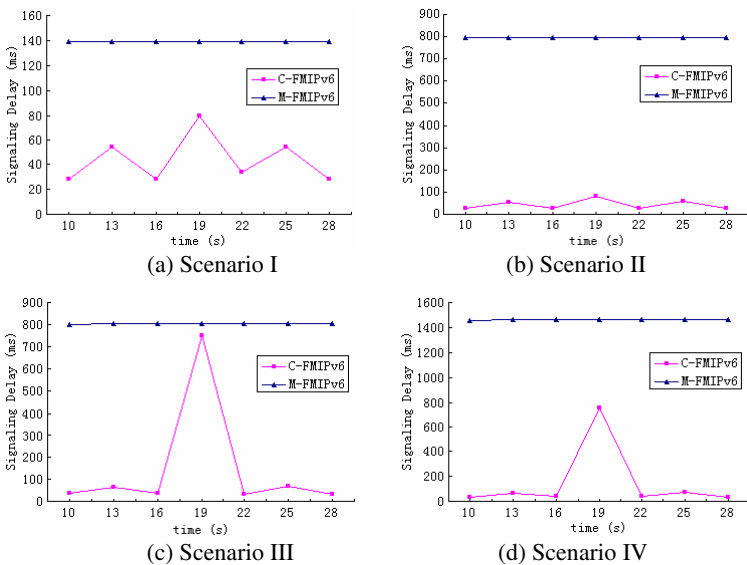 160
140
120
100
80
60
40
20
0
Signaling Delay (ms)
C-FMIPv6
M-FMIPv6
10 13 16 19 22 25 28
time (s)
(a) Scenario I
900
800
700
600
500
400
300
200
100
0
Signaling Delay (ms)
C-FMIPv6
M-FMIPv6
10 13 16 19 22 25 28
time (s)
(b) Scenario II
900
800
700
600
500
400
300
200
100
0
Signaling Delay (ms)
C-FMIPv6
M-FMIPv6
10 13 16 19 22 25 28
time (s)
(c) Scenario III
1600
1400
1200
1000
800
600
400
200
0
Signaling Delay (ms)
C-FMIPv6
M-FMIPv6
10 13 16 19 22 25 28
time (s)
(d) Scenario IV